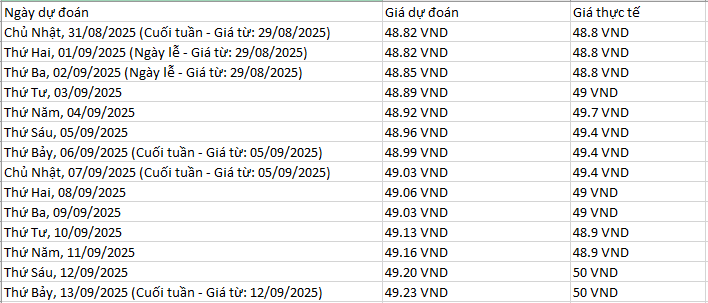 Ngày dự đoán Giá dự đoán Giá thực tế
Chủ Nhật, 31/08/2025 (Cuối tuần - Giá từ: 29/08/2025) 48.82 VND 48.8 VND
Thứ Hai, 01/09/2025 (Ngày lễ - Giá từ: 29/08/2025) 48.82 VND 48.8 VND
Thứ Ba, 02/09/2025 (Ngày lễ - Giá từ: 29/08/2025) 48.85 VND 48.8 VND
Thứ Tư, 03/09/2025 48.89 VND 49 VND
Thứ Năm, 04/09/2025 48.92 VND 49.7 VND
Thứ Sáu, 05/09/2025 48.96 VND 49.4 VND
Thứ Bảy, 06/09/2025 (Cuối tuần - Giá từ: 05/09/2025) 48.99 VND 49.4 VND
Chủ Nhật, 07/09/2025 (Cuối tuần - Giá từ: 05/09/2025) 49.03 VND 49.4 VND
Thứ Hai, 08/09/2025 49.06 VND 49 VND
Thứ Ba, 09/09/2025 49.03 VND 49 VND
Thứ Tư, 10/09/2025 49.13 VND 48.9 VND
Thứ Năm, 11/09/2025 49.16 VND 48.9 VND
Thứ Sáu, 12/09/2025 49.20 VND 50 VND
Thứ Bảy, 13/09/2025 (Cuối tuần - Giá từ: 12/09/2025) 49.23 VND 50 VND